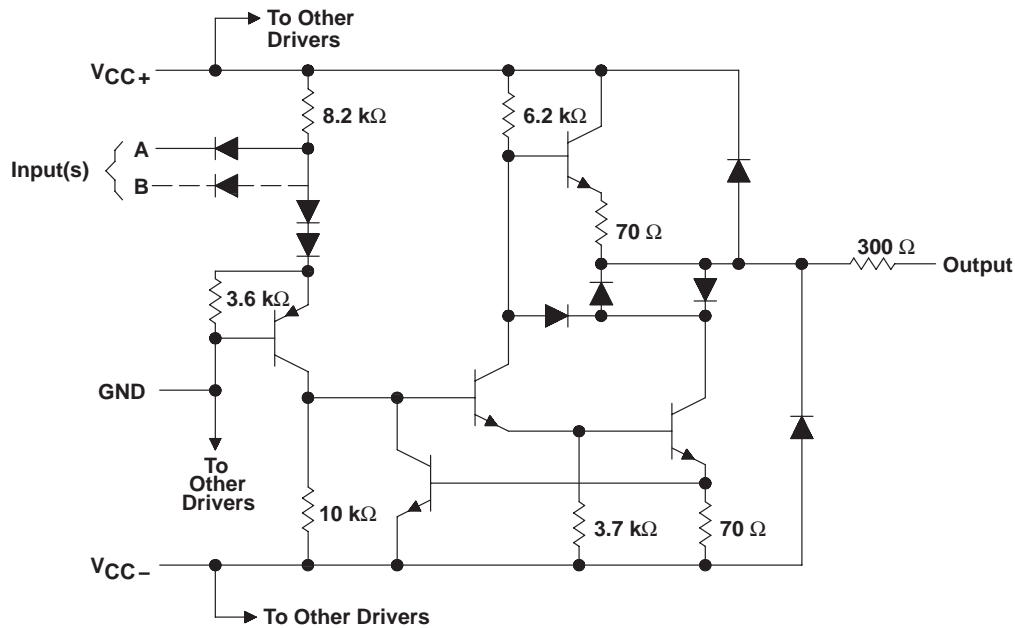 To Other
Drivers
VCC+
8.2 kΩ
6.2 kΩ
A
Input(s)
B
70 Ω
300 Ω
Output
3.6 kΩ
GND
To
Other
Drivers
10 kΩ
3.7 kΩ
70 Ω
VCC−
To Other Drivers